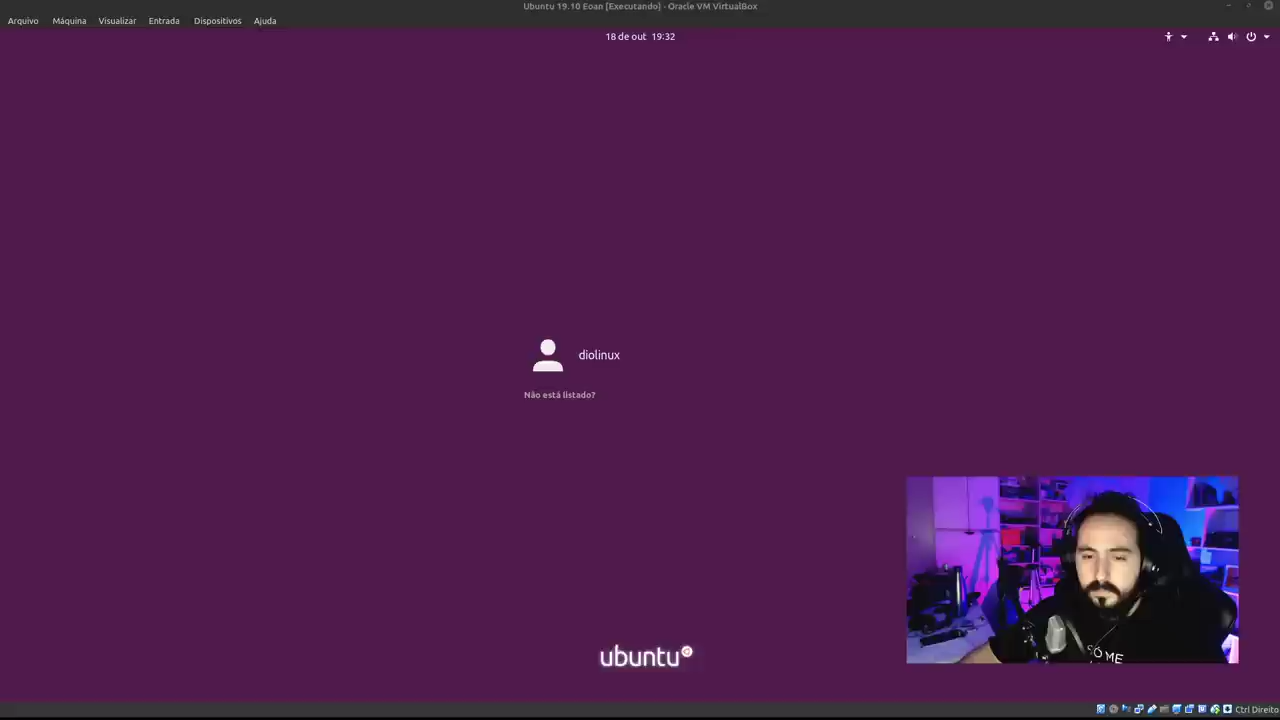 Ubuntu 19.10 Eoan [Executando] - Oracle VM VirtualBox
Arquivo Máquina Visualizar Entrada Dispositivos Ajuda
18 de out 19:32
diolinux
Não está listado?
ubuntu
Ctrl Direito